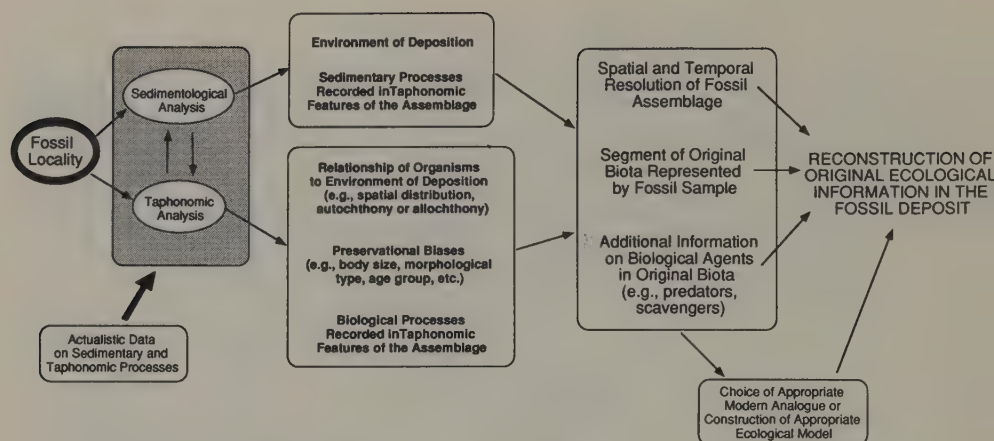 Fossil
Locality
Sedimentological
Analysis
Taphonomic
Analysis
Actualistic Data
on Sedimentary and
Taphonomic Processes
Environment of Deposition
Sedimentary Processes
Recorded inTaphonomic
Features of the Assemblage
Relationship of Organisms
to Environment of Deposition
(e.g., spatial distribution,
autochthony or allochthony)
Preservational Biases
(e.g., body size, morphological
type, age group, etc.)
Biological Processes
Recorded inTaphonomic
Features of the Assemblage
Spatial and Temporal
Resolution of Fossil
Assemblage
Segment of Original
Biota Represented
by Fossil Sample
Additional Information
on Biological Agents
in Original Biota
(e.g., predators,
scavengers)
Choice of Appropriate
Modern Analogue or
Construction of Appropriate
Ecological Model
RECONSTRUCTION OF
ORIGINAL ECOLOGICAL
INFORMATION IN THE
FOSSIL DEPOSIT